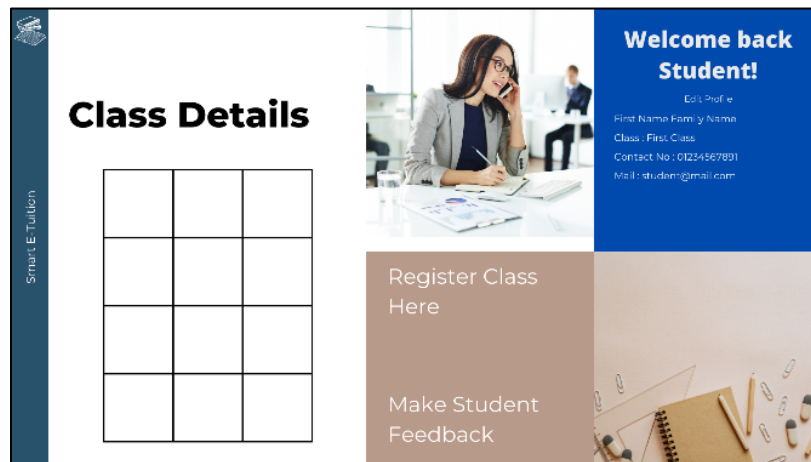 Smart E-Tuition
Class Details
Welcome back
Student!
Edit Profile
First Name Family Name
Class : First Class
Contact No : 01234567891
Mail : student@mail.com
Register Class
Here
Make Student
Feedback